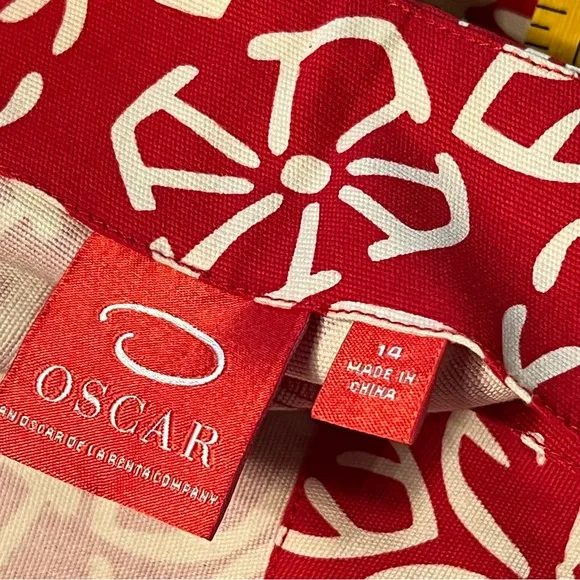 OSCAR
AN OSCAR DE LA RENTA COMPANY
14
MADE IN
CHINA